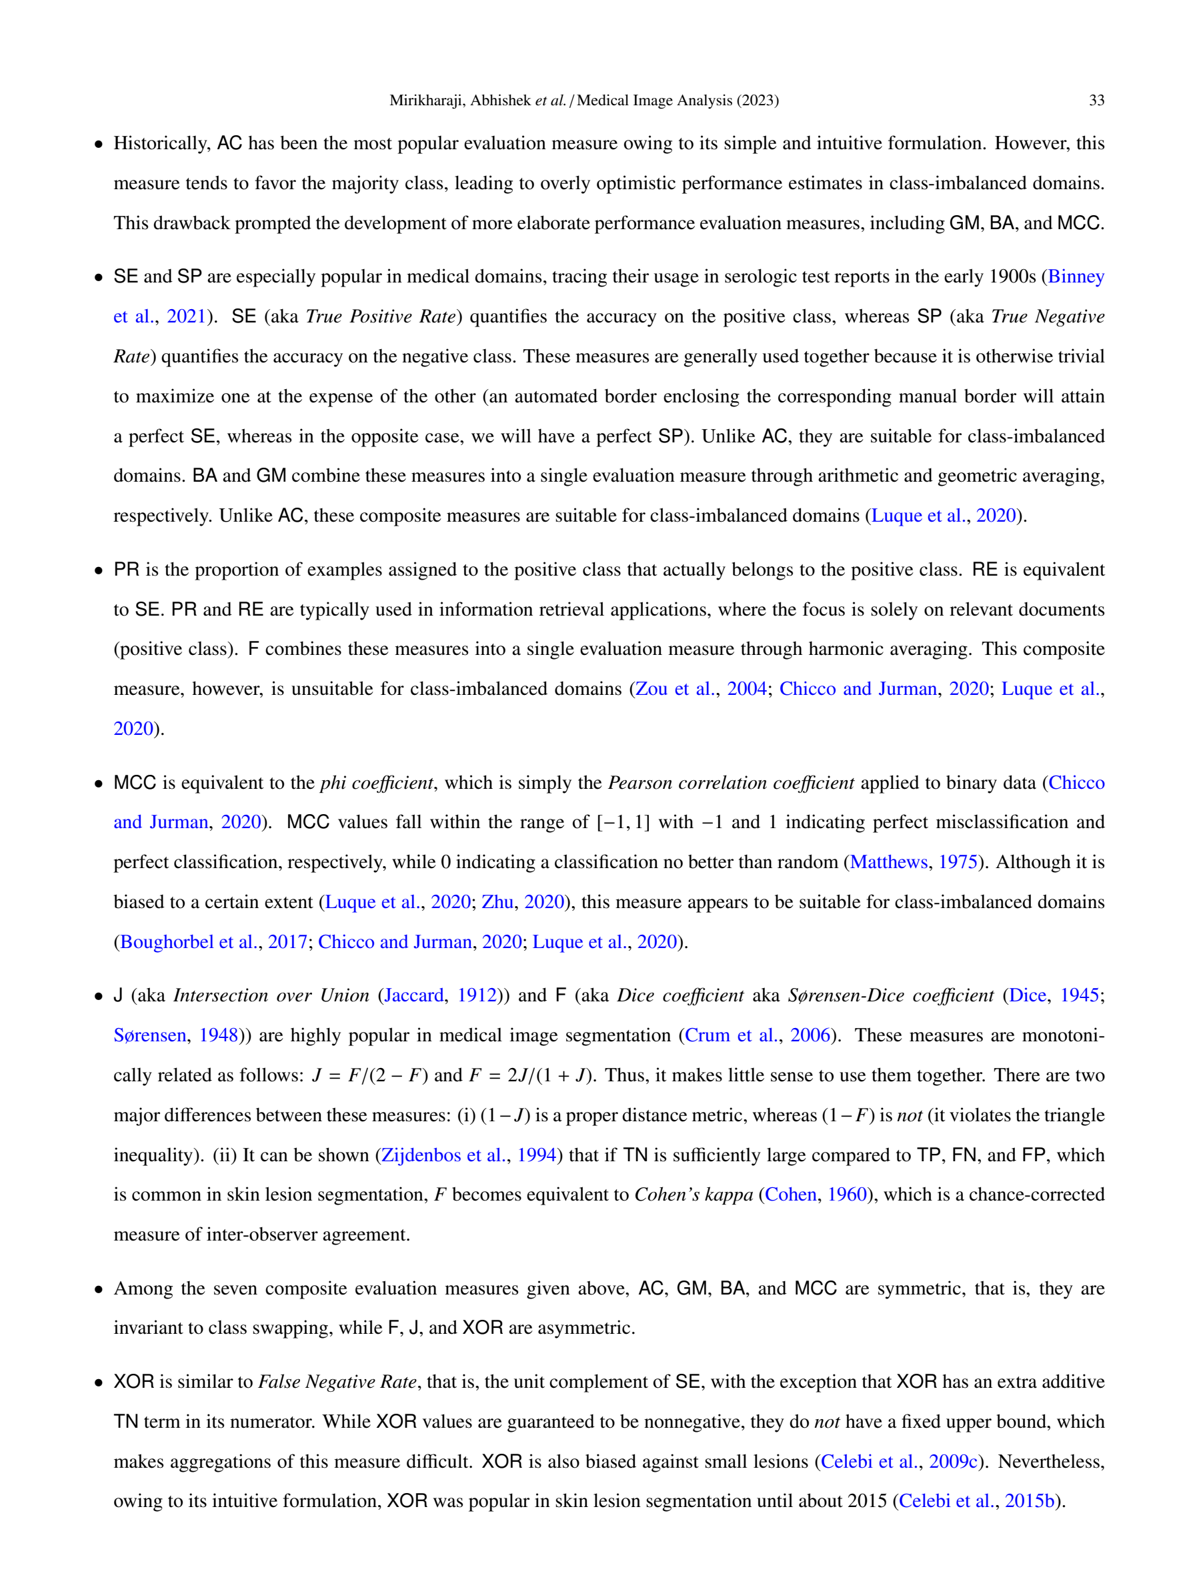 Mirikharaji, Abhishek et al. / Medical Image Analysis (2023) 33
• Historically, AC has been the most popular evaluation measure owing to its simple and intuitive formulation. However, this
measure tends to favor the majority class, leading to overly optimistic performance estimates in class-imbalanced domains.
This drawback prompted the development of more elaborate performance evaluation measures, including GM, BA, and MCC.
• SE and SP are especially popular in medical domains, tracing their usage in serologic test reports in the early 1900s (Binney
et al., 2021). SE (aka True Positive Rate) quantifies the accuracy on the positive class, whereas SP (aka True Negative
Rate) quantifies the accuracy on the negative class. These measures are generally used together because it is otherwise trivial
to maximize one at the expense of the other (an automated border enclosing the corresponding manual border will attain
a perfect SE, whereas in the opposite case, we will have a perfect SP). Unlike AC, they are suitable for class-imbalanced
domains. BA and GM combine these measures into a single evaluation measure through arithmetic and geometric averaging,
respectively. Unlike AC, these composite measures are suitable for class-imbalanced domains (Luque et al., 2020).
• PR is the proportion of examples assigned to the positive class that actually belongs to the positive class. RE is equivalent
to SE. PR and RE are typically used in information retrieval applications, where the focus is solely on relevant documents
(positive class). F combines these measures into a single evaluation measure through harmonic averaging. This composite
measure, however, is unsuitable for class-imbalanced domains (Zou et al., 2004; Chicco and Jurman, 2020; Luque et al.,
2020).
• MCC is equivalent to the phi coefficient, which is simply the Pearson correlation coefficient applied to binary data (Chicco
and Jurman, 2020). MCC values fall within the range of [−1, 1] with −1 and 1 indicating perfect misclassification and
perfect classification, respectively, while 0 indicating a classification no better than random (Matthews, 1975). Although it is
biased to a certain extent (Luque et al., 2020; Zhu, 2020), this measure appears to be suitable for class-imbalanced domains
(Boughorbel et al., 2017; Chicco and Jurman, 2020; Luque et al., 2020).
• J (aka Intersection over Union (Jaccard, 1912)) and F (aka Dice coefficient aka Sørensen-Dice coefficient (Dice, 1945;
Sørensen, 1948)) are highly popular in medical image segmentation (Crum et al., 2006). These measures are monotoni-
cally related as follows: J = F/(2 − F) and F = 2J/(1 + J). Thus, it makes little sense to use them together. There are two
major differences between these measures: (i) (1 − J) is a proper distance metric, whereas (1 − F) is not (it violates the triangle
inequality). (ii) It can be shown (Zijdenbos et al., 1994) that if TN is sufficiently large compared to TP, FN, and FP, which
is common in skin lesion segmentation, F becomes equivalent to Cohen's kappa (Cohen, 1960), which is a chance-corrected
measure of inter-observer agreement.
• Among the seven composite evaluation measures given above, AC, GM, BA, and MCC are symmetric, that is, they are
invariant to class swapping, while F, J, and XOR are asymmetric.
• XOR is similar to False Negative Rate, that is, the unit complement of SE, with the exception that XOR has an extra additive
TN term in its numerator. While XOR values are guaranteed to be nonnegative, they do not have a fixed upper bound, which
makes aggregations of this measure difficult. XOR is also biased against small lesions (Celebi et al., 2009c). Nevertheless,
owing to its intuitive formulation, XOR was popular in skin lesion segmentation until about 2015 (Celebi et al., 2015b).